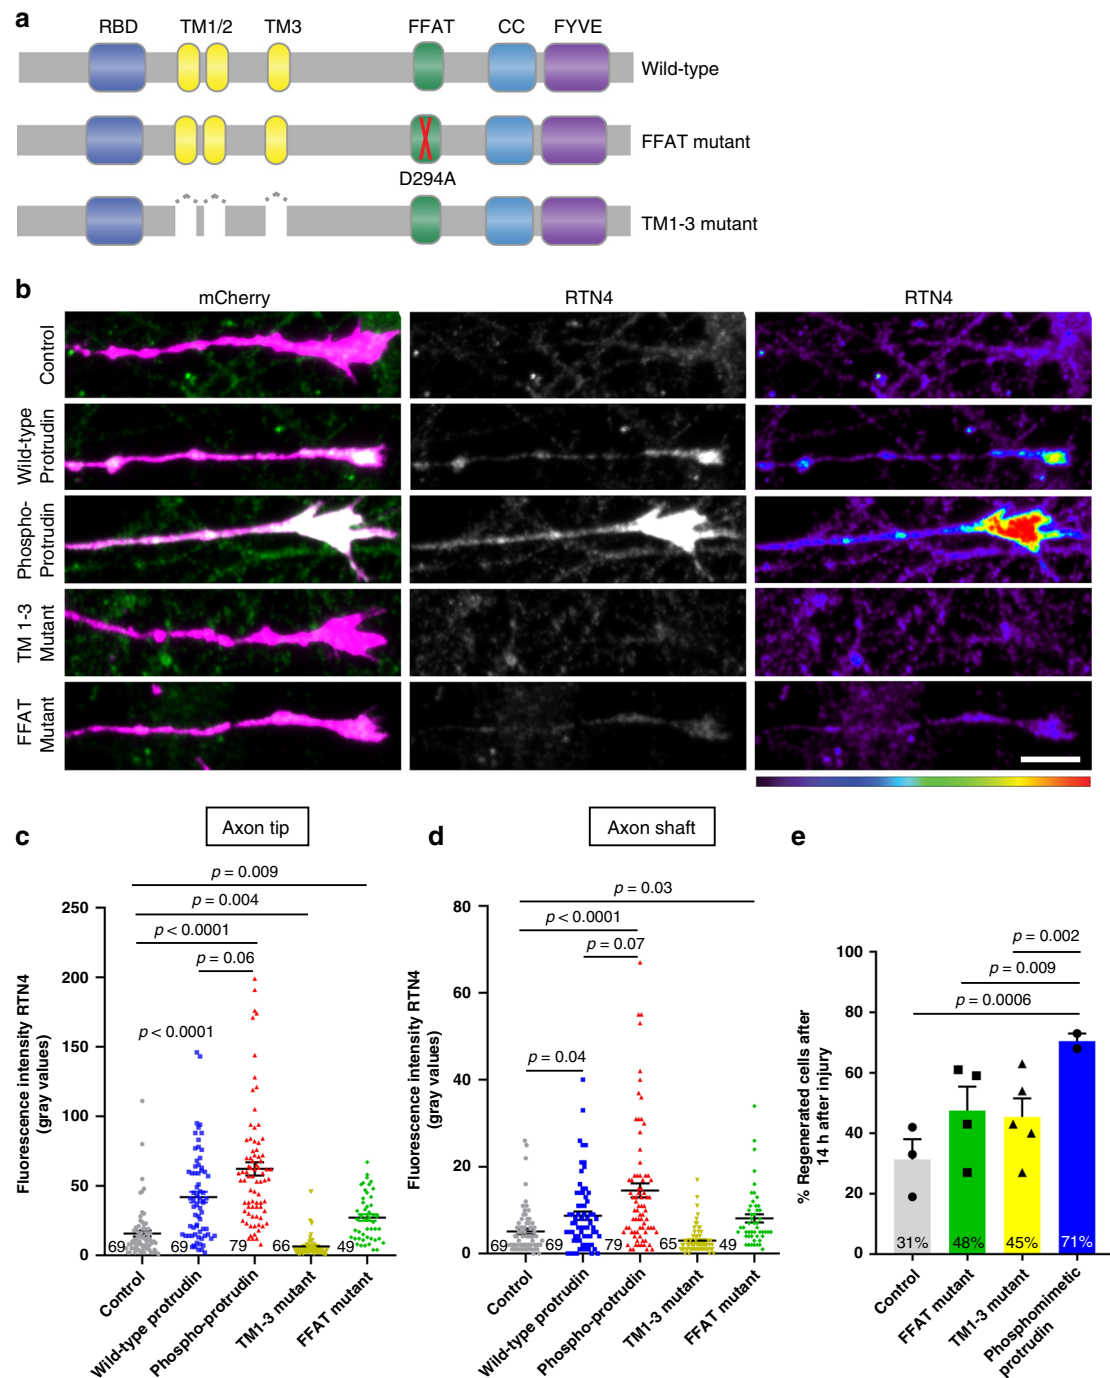 a
RBD TM1/2 TM3 FFAT CC FYVE
Wild-type
FFAT mutant
D294A
TM1-3 mutant
b
mCherry RTN4 RTN4
Control
Wild-type
Protrudin
Phospho-
Protrudin
TM 1-3
Mutant
FFAT
Mutant
c
Axon tip
p = 0.009
p = 0.004
p < 0.0001
p = 0.06
p < 0.0001
Fluorescence intensity RTN4
(gray values)
250
200
150
100
50
0
69 69 79 66 49
Control
Wild-type protrudin
Phospho-protrudin
TM1-3 mutant
FFAT mutant
d
Axon shaft
p = 0.03
p < 0.0001
p = 0.07
p = 0.04
Fluorescence intensity RTN4
(gray values)
80
60
40
20
0
69 69 79 65 49
Control
Wild-type protrudin
Phospho-protrudin
TM1-3 mutant
FFAT mutant
e
p = 0.002
p = 0.009
p = 0.0006
% Regenerated cells after
14 h after injury
100
80
60
40
20
0
31% 48% 45% 71%
Control
FFAT mutant
TM1-3 mutant
Phosphomimetic
protrudin